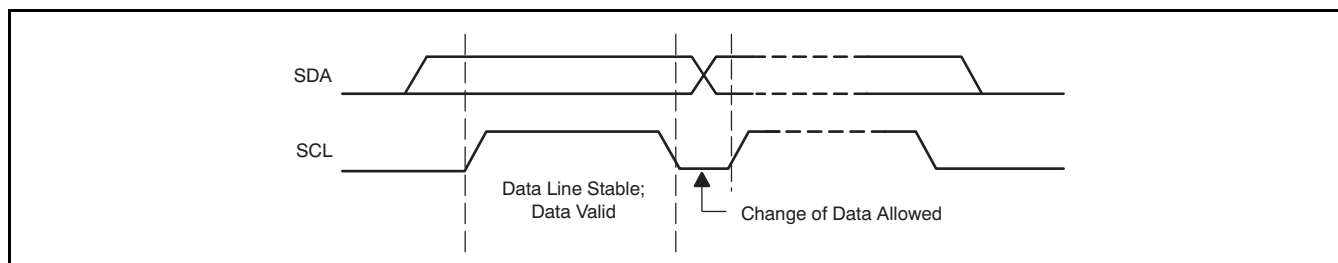 SDA
SCL
Data Line Stable;
Data Valid
Change of Data Allowed